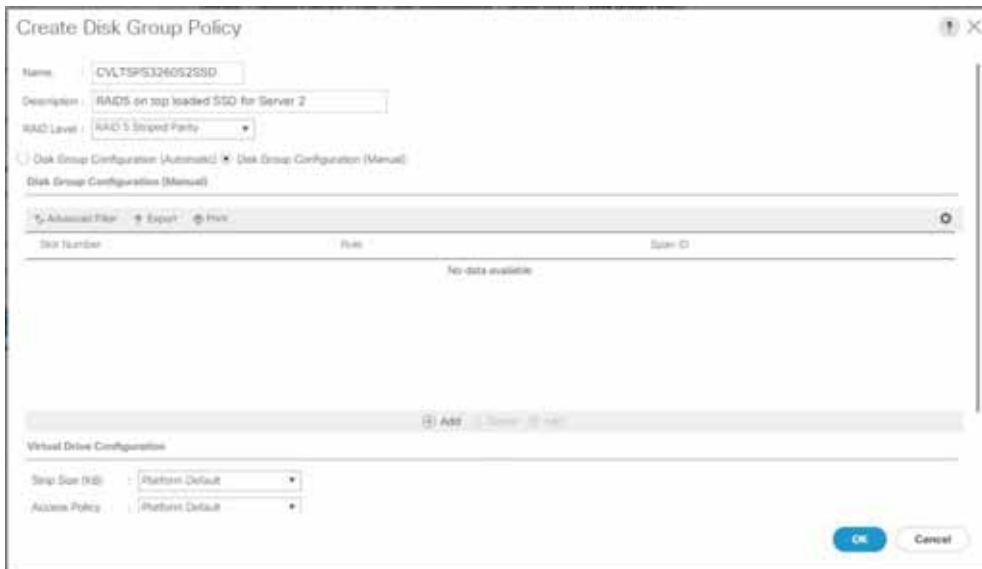 Create Disk Group Policy
Name : CVLTSPS3260S2SSD
Description : RAID5 on top loaded SSD for Server 2
RAID Level : RAID 5 Striped Parity
Disk Group Configuration (Automatic) Disk Group Configuration (Manual)
Disk Group Configuration (Manual)
Advanced Filter Export Print
Slot Number Role Span ID
No data available
Add
Virtual Drive Configuration
Strip Size (KB) : Platform Default
Access Policy : Platform Default
OK Cancel